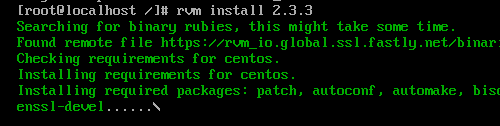 [root@localhost /]# rvm install 2.3.3
Searching for binary rubies, this might take some time.
Found remote file https://rvm_io.global.ssl.fastly.net/binar
Checking requirements for centos.
Installing requirements for centos.
Installing required packages: patch, autoconf, automake, biso
enssl-devel......\